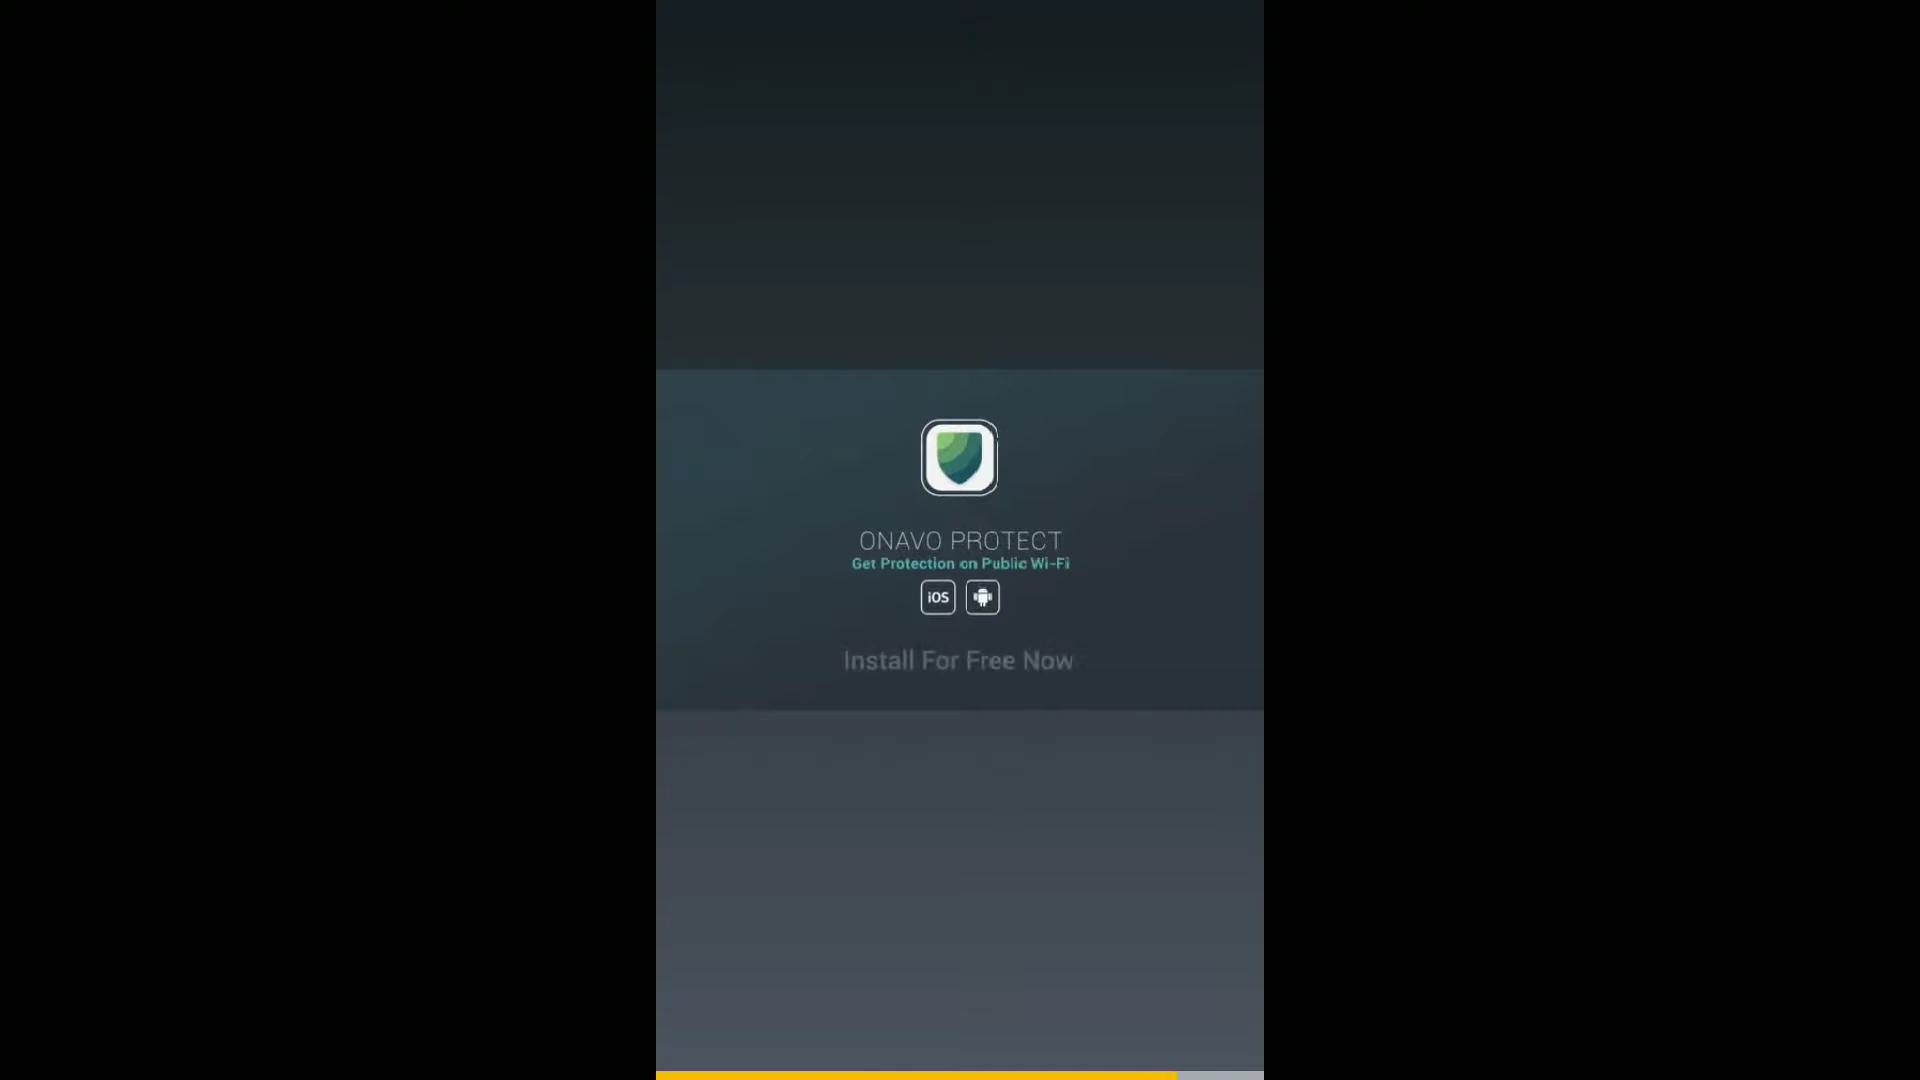 ONAVO PROTECT
Get Protection on Public Wi-Fi
iOS
Install For Free Now